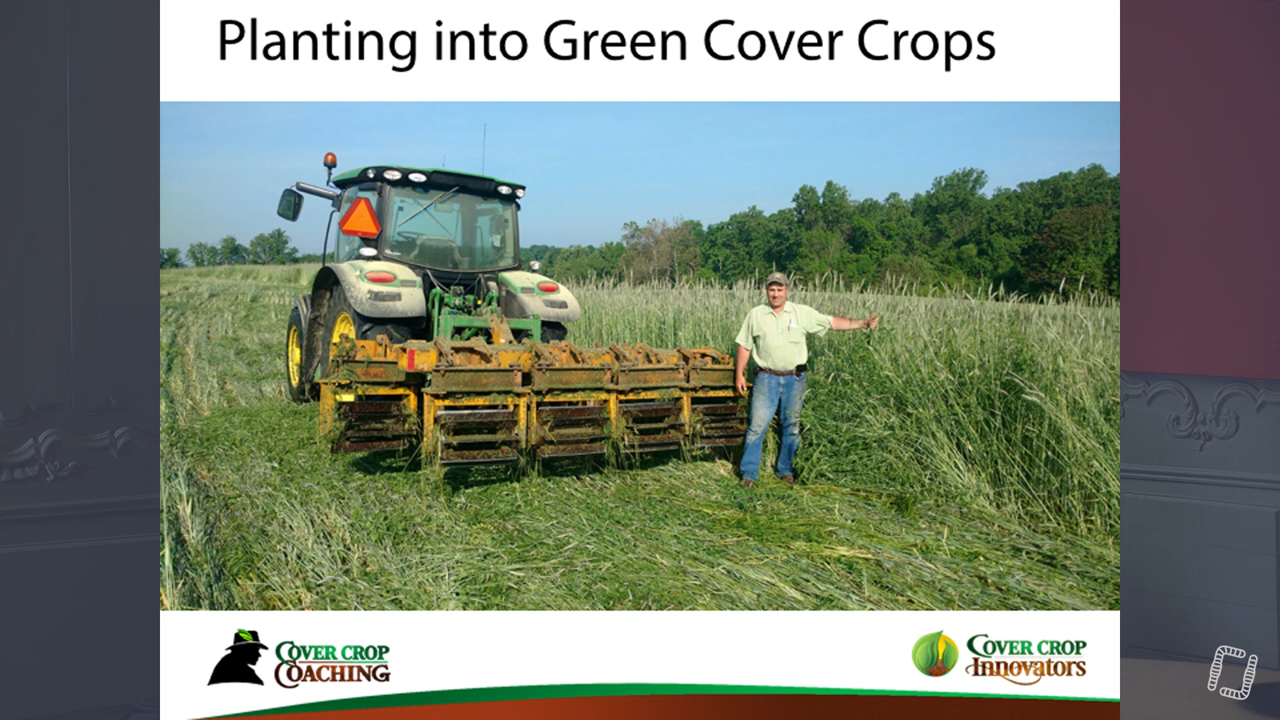 Planting into Green Cover Crops
COVER CROP
COACHING
COVER CROP
Innovators